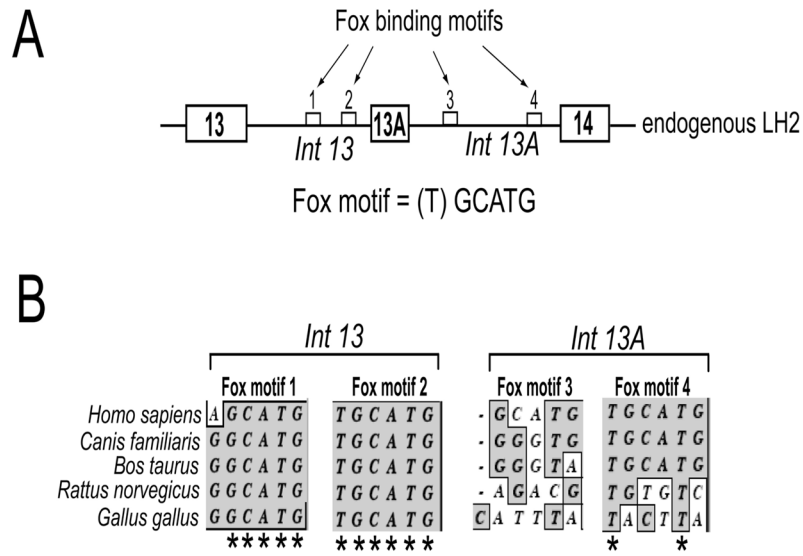 A
Fox binding motifs
1 2 3 4
13 13A 14 endogenous LH2
Int 13 Int 13A
Fox motif = (T) GCATG
B
Int 13 Int 13A
Fox motif 1 Fox motif 2 Fox motif 3 Fox motif 4
Homo sapiens A G C A T G T G C A T G - G C A T G T G C A T G
Canis familiaris G G C A T G T G C A T G - G G G T G T G C A T G
Bos taurus G G C A T G T G C A T G - G G G T A T G C A T G
Rattus norvegicus G G C A T G T G C A T G - A G A C G T G T G T C
Gallus gallus G G C A T G T G C A T G C A T T T A T A C T T A
* * * * * * * * * * * * *